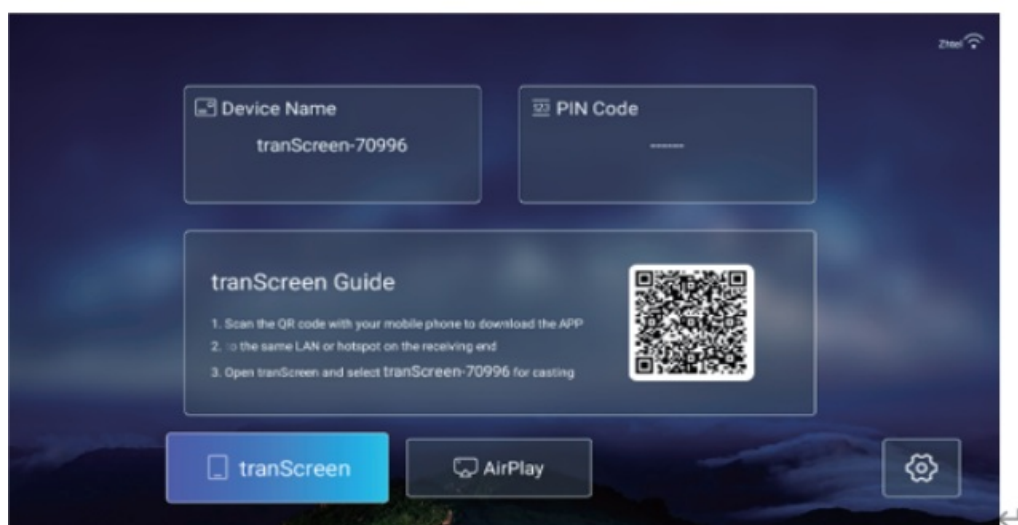 Device Name
tranScreen-70996
PIN Code
------
tranScreen Guide
1. Scan the QR code with your mobile phone to download the APP
2. to the same LAN or hotspot on the receiving end
3. Open tranScreen and select tranScreen-70996 for casting
tranScreen
AirPlay